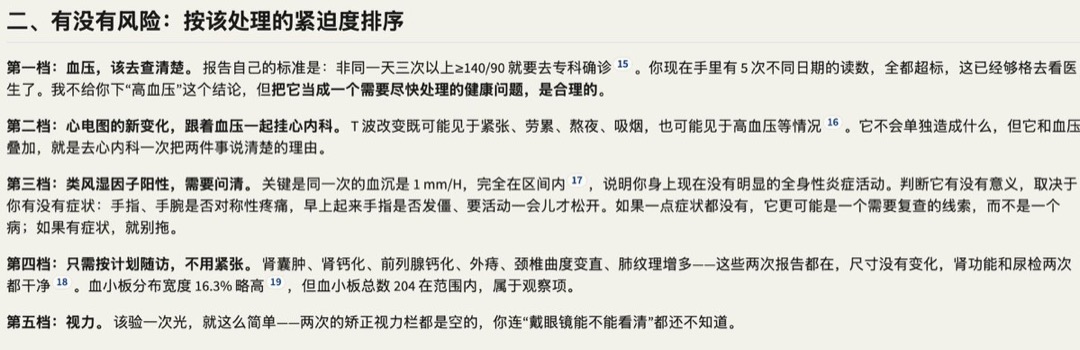 二、有没有风险：按该处理的紧迫度排序
第一档：血压，该去查清楚。报告自己的标准是：非同一天三次以上≥140/90 就要去专科确诊 15 。你现在手里有 5 次不同日期的读数，全都超标，这已经够格去看医
生了。我不给你下“高血压”这个结论，但把它当成一个需要尽快处理的健康问题，是合理的。
第二档：心电图的新变化，跟着血压一起挂心内科。T 波改变既可能见于紧张、劳累、熬夜、吸烟，也可能见于高血压等情况 16 。它不会单独造成什么，但它和血压
叠加，就是去心内科一次把两件事说清楚的理由。
第三档：类风湿因子阳性，需要问清。关键是同一次的血沉是 1 mm/H，完全在区间内 17 ，说明你身上现在没有明显的全身性炎症活动。判断它有没有意义，取决于
你有没有症状：手指、手腕是否对称性疼痛，早上起来手指是否发僵、要活动一会儿才松开。如果一点症状都没有，它更可能是一个需要复查的线索，而不是一个
病；如果有症状，就别拖。
第四档：只需按计划随访，不用紧张。肾囊肿、肾钙化、前列腺钙化、外痔、颈椎曲度变直、肺纹理增多——这些两次报告都在，尺寸没有变化，肾功能和尿检两次
都干净 18 。血小板分布宽度 16.3% 略高 19 ，但血小板总数 204 在范围内，属于观察项。
第五档：视力。该验一次光，就这么简单——两次的矫正视力栏都是空的，你连“戴眼镜能不能看清”都还不知道。